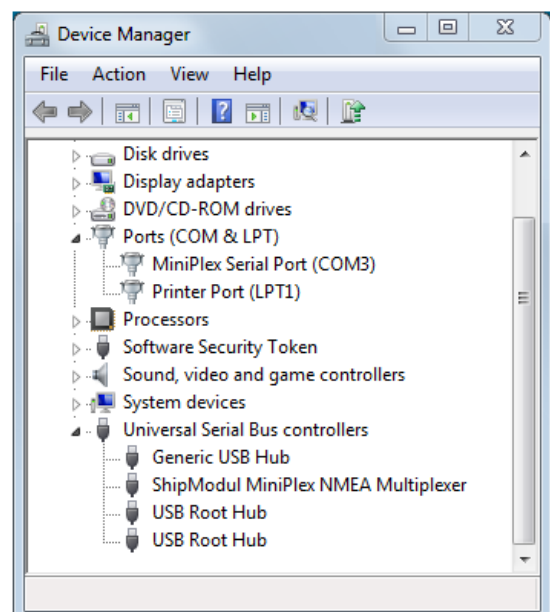 Device Manager
File Action View Help
Disk drives
Display adapters
DVD/CD-ROM drives
Ports (COM & LPT)
MiniPlex Serial Port (COM3)
Printer Port (LPT1)
Processors
Software Security Token
Sound, video and game controllers
System devices
Universal Serial Bus controllers
Generic USB Hub
ShipModul MiniPlex NMEA Multiplexer
USB Root Hub
USB Root Hub